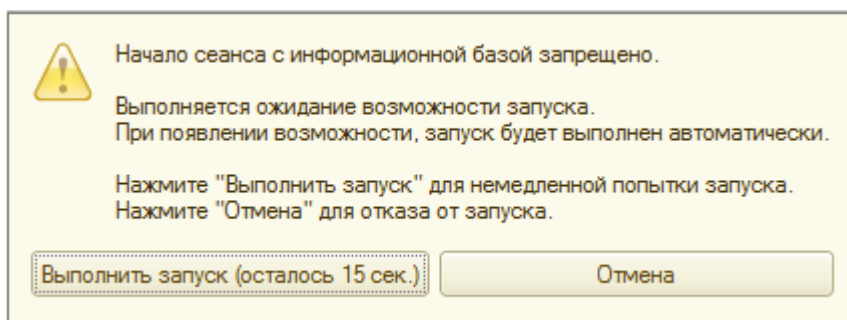 Начало сеанса с информационной базой запрещено.
Выполняется ожидание возможности запуска.
При появлении возможности, запуск будет выполнен автоматически.
Нажмите "Выполнить запуск" для немедленной попытки запуска.
Нажмите "Отмена" для отказа от запуска.
Выполнить запуск (осталось 15 сек.)
Отмена